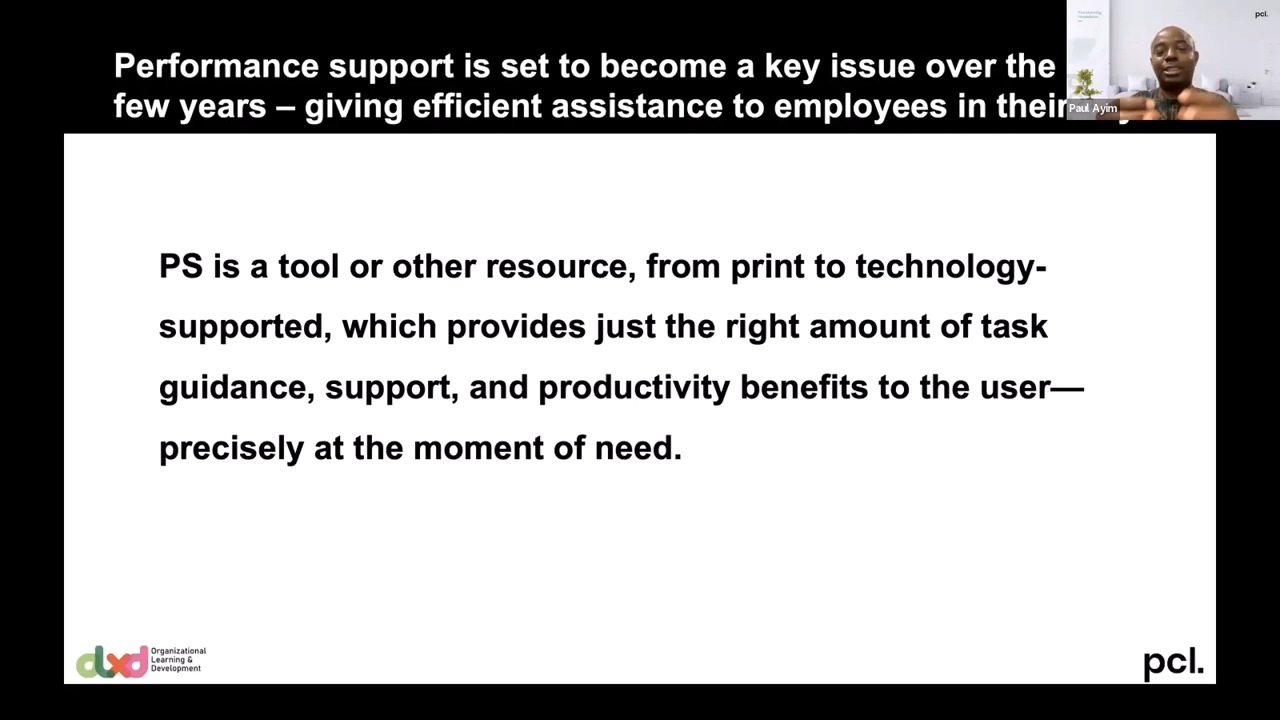 Performance support is set to become a key issue over the
few years – giving efficient assistance to employees in their
pcl.
Paul Ayim
PS is a tool or other resource, from print to technology-
supported, which provides just the right amount of task
guidance, support, and productivity benefits to the user—
precisely at the moment of need.
dlxd
Organizational
Learning &
Development
pcl.